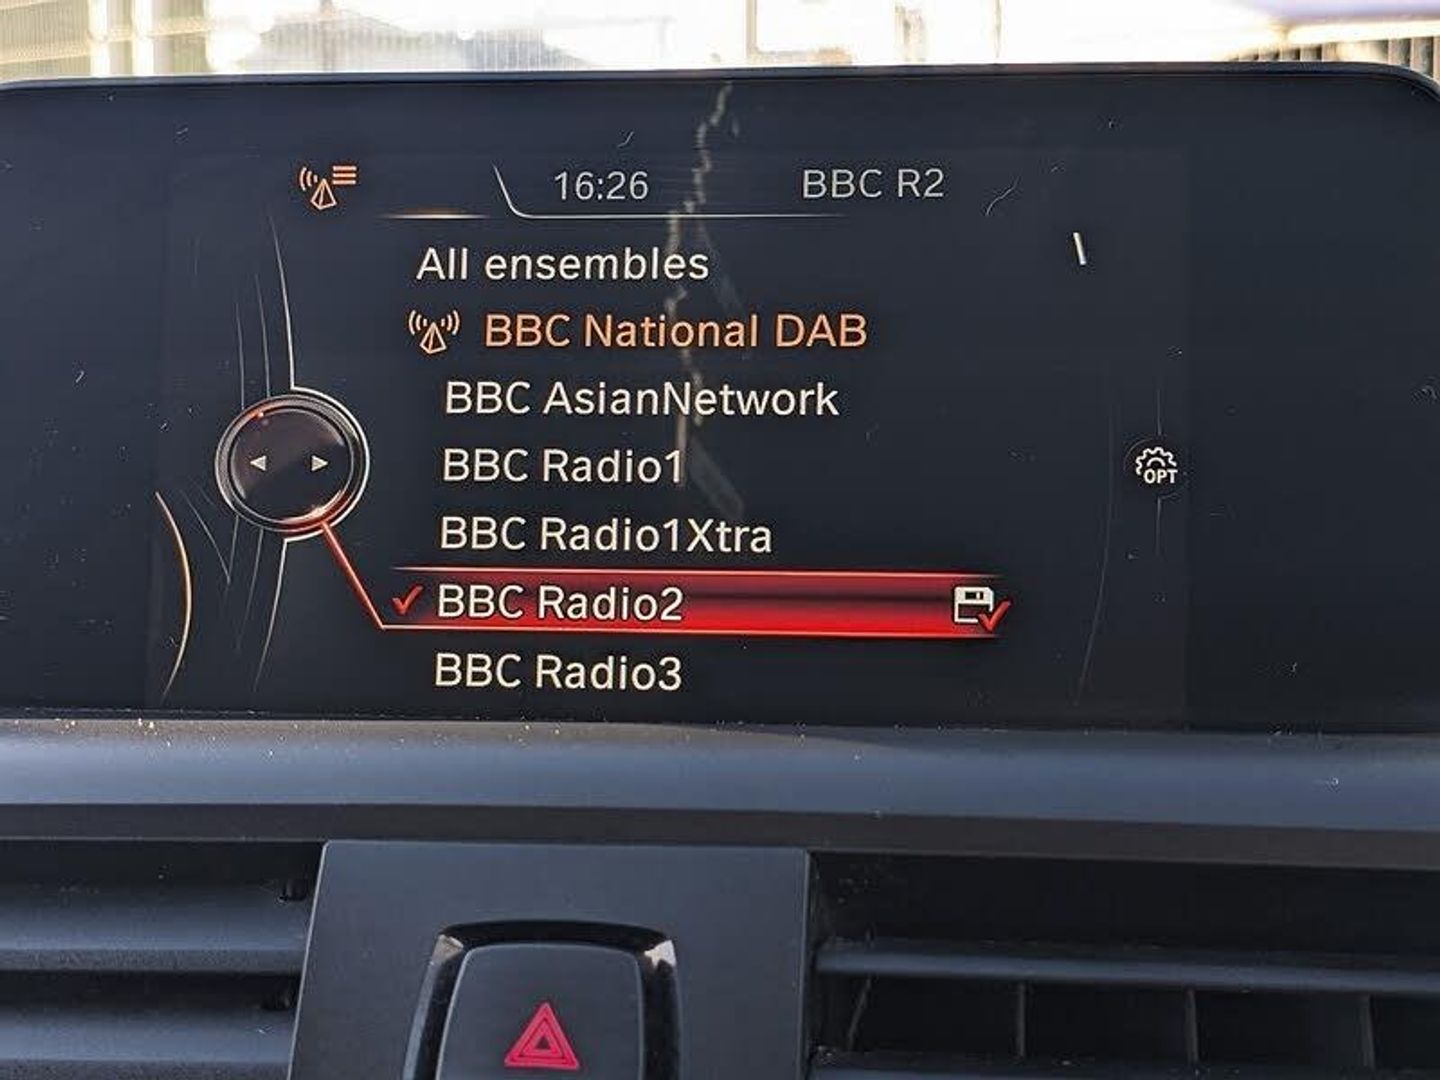 16:26 BBC R2
All ensembles
BBC National DAB
BBC AsianNetwork
BBC Radio1
BBC Radio1Xtra
BBC Radio2
BBC Radio3
OPT